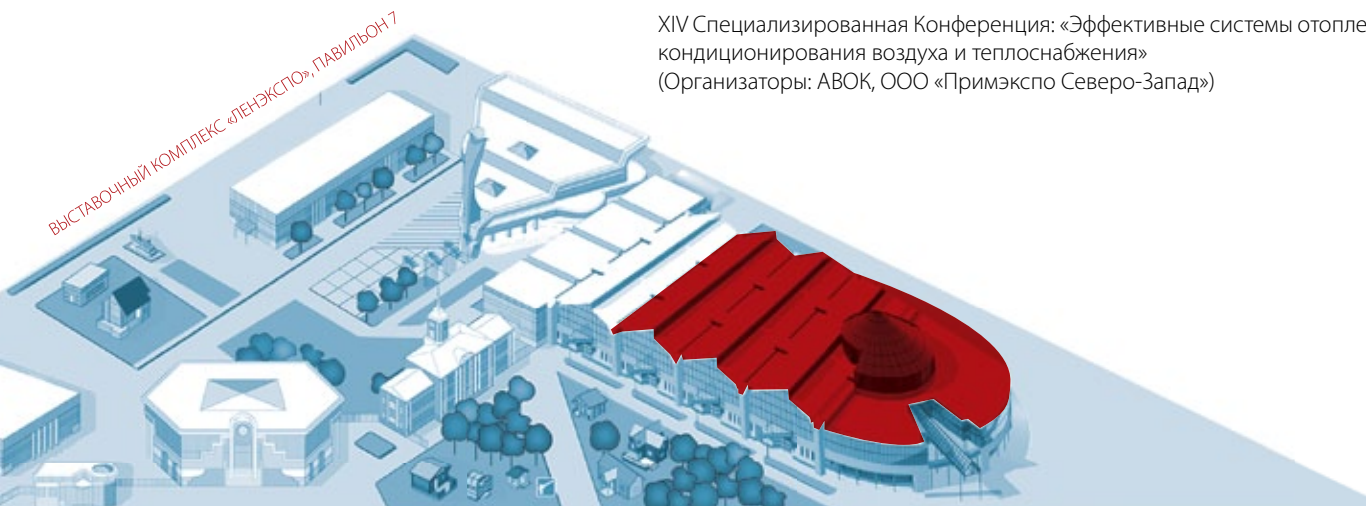 XIV Специализированная Конференция: «Эффективные системы отопле
кондиционирования воздуха и теплоснабжения»
(Организаторы: АВОК, ООО «Примэкспо Северо-Запад»)
ВЫСТАВОЧНЫЙ КОМПЛЕКС «ЛЕНЭКСПО», ПАВИЛЬОН 7